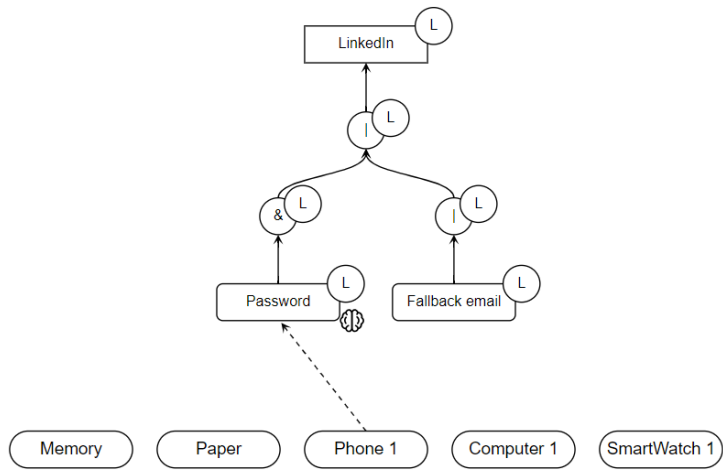 LinkedIn
L
|
L
&
L
|
L
Password
L
Fallback email
L
Memory
Paper
Phone 1
Computer 1
SmartWatch 1